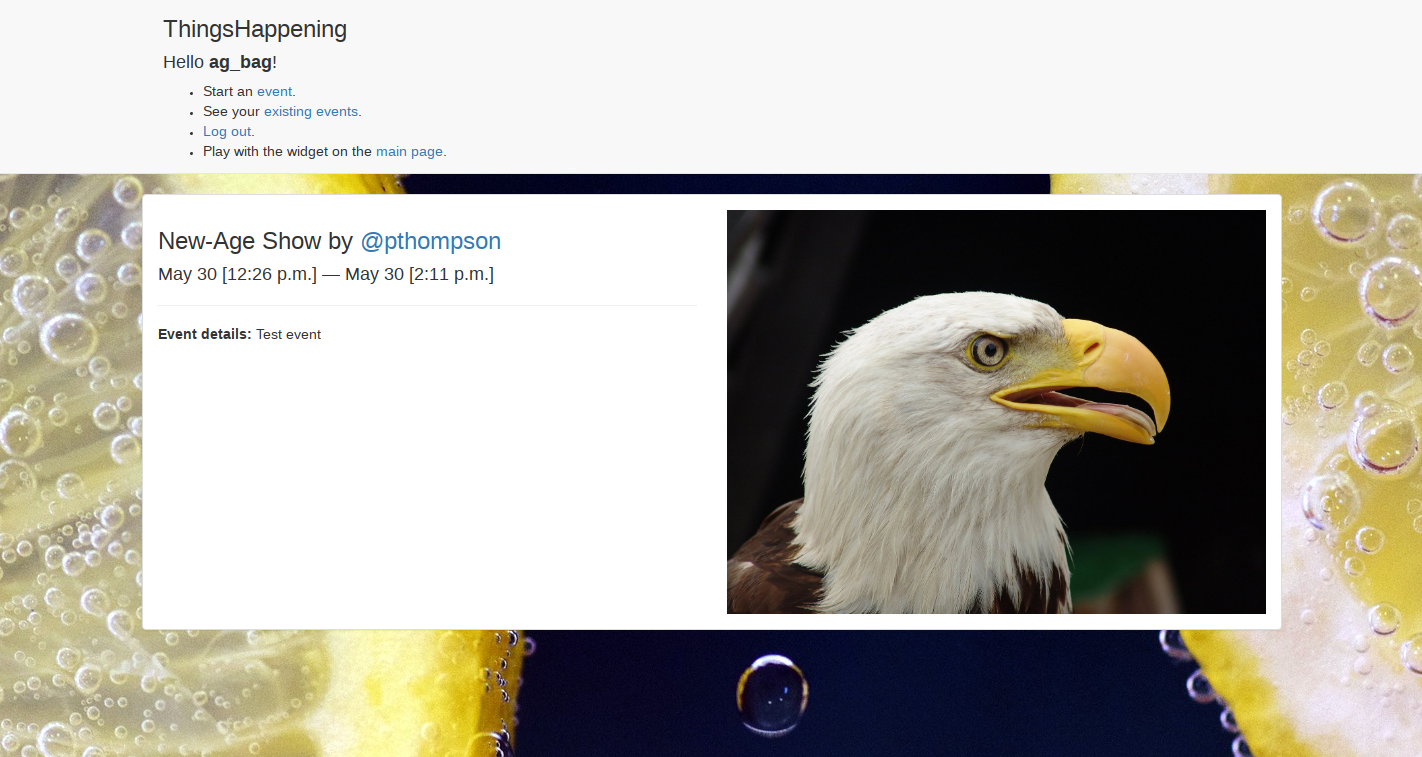 ThingsHappening
Hello ag_bag!
Start an event.
See your existing events.
Log out.
Play with the widget on the main page.
New-Age Show by @pthompson
May 30 [12:26 p.m.] — May 30 [2:11 p.m.]
Event details: Test event